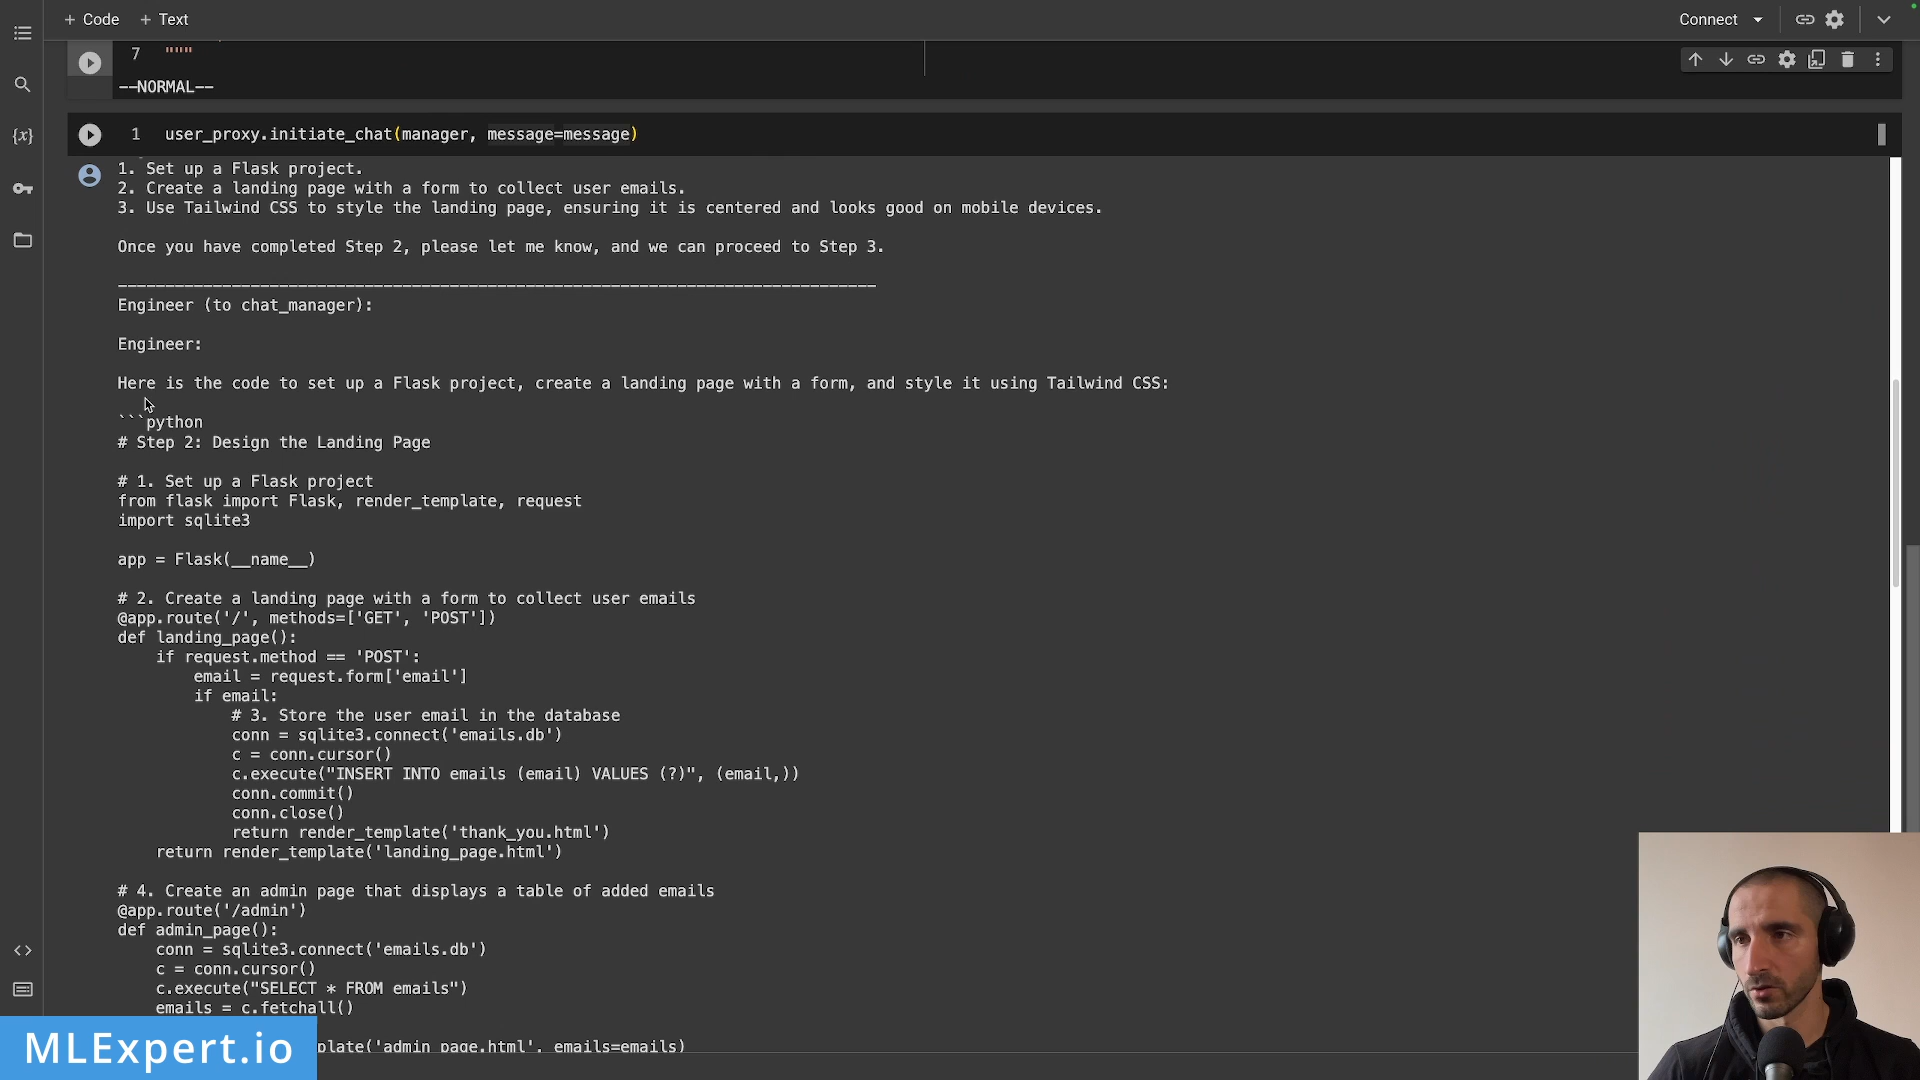 + Code + Text
Connect
7 """
--NORMAL--
1 user_proxy.initiate_chat(manager, message=message)
1. Set up a Flask project.
2. Create a landing page with a form to collect user emails.
3. Use Tailwind CSS to style the landing page, ensuring it is centered and looks good on mobile devices.
Once you have completed Step 2, please let me know, and we can proceed to Step 3.
--------------------------------------------------------------------------------
Engineer (to chat_manager):
Engineer:
Here is the code to set up a Flask project, create a landing page with a form, and style it using Tailwind CSS:
```python
# Step 2: Design the Landing Page
# 1. Set up a Flask project
from flask import Flask, render_template, request
import sqlite3
app = Flask(__name__)
# 2. Create a landing page with a form to collect user emails
@app.route('/', methods=['GET', 'POST'])
def landing_page():
    if request.method == 'POST':
        email = request.form['email']
        if email:
            # 3. Store the user email in the database
            conn = sqlite3.connect('emails.db')
            c = conn.cursor()
            c.execute("INSERT INTO emails (email) VALUES (?)", (email,))
            conn.commit()
            conn.close()
            return render_template('thank_you.html')
    return render_template('landing_page.html')
# 4. Create an admin page that displays a table of added emails
@app.route('/admin')
def admin_page():
    conn = sqlite3.connect('emails.db')
    c = conn.cursor()
    c.execute("SELECT * FROM emails")
    emails = c.fetchall()
plate('admin_page.html', emails=emails)
MLExpert.io